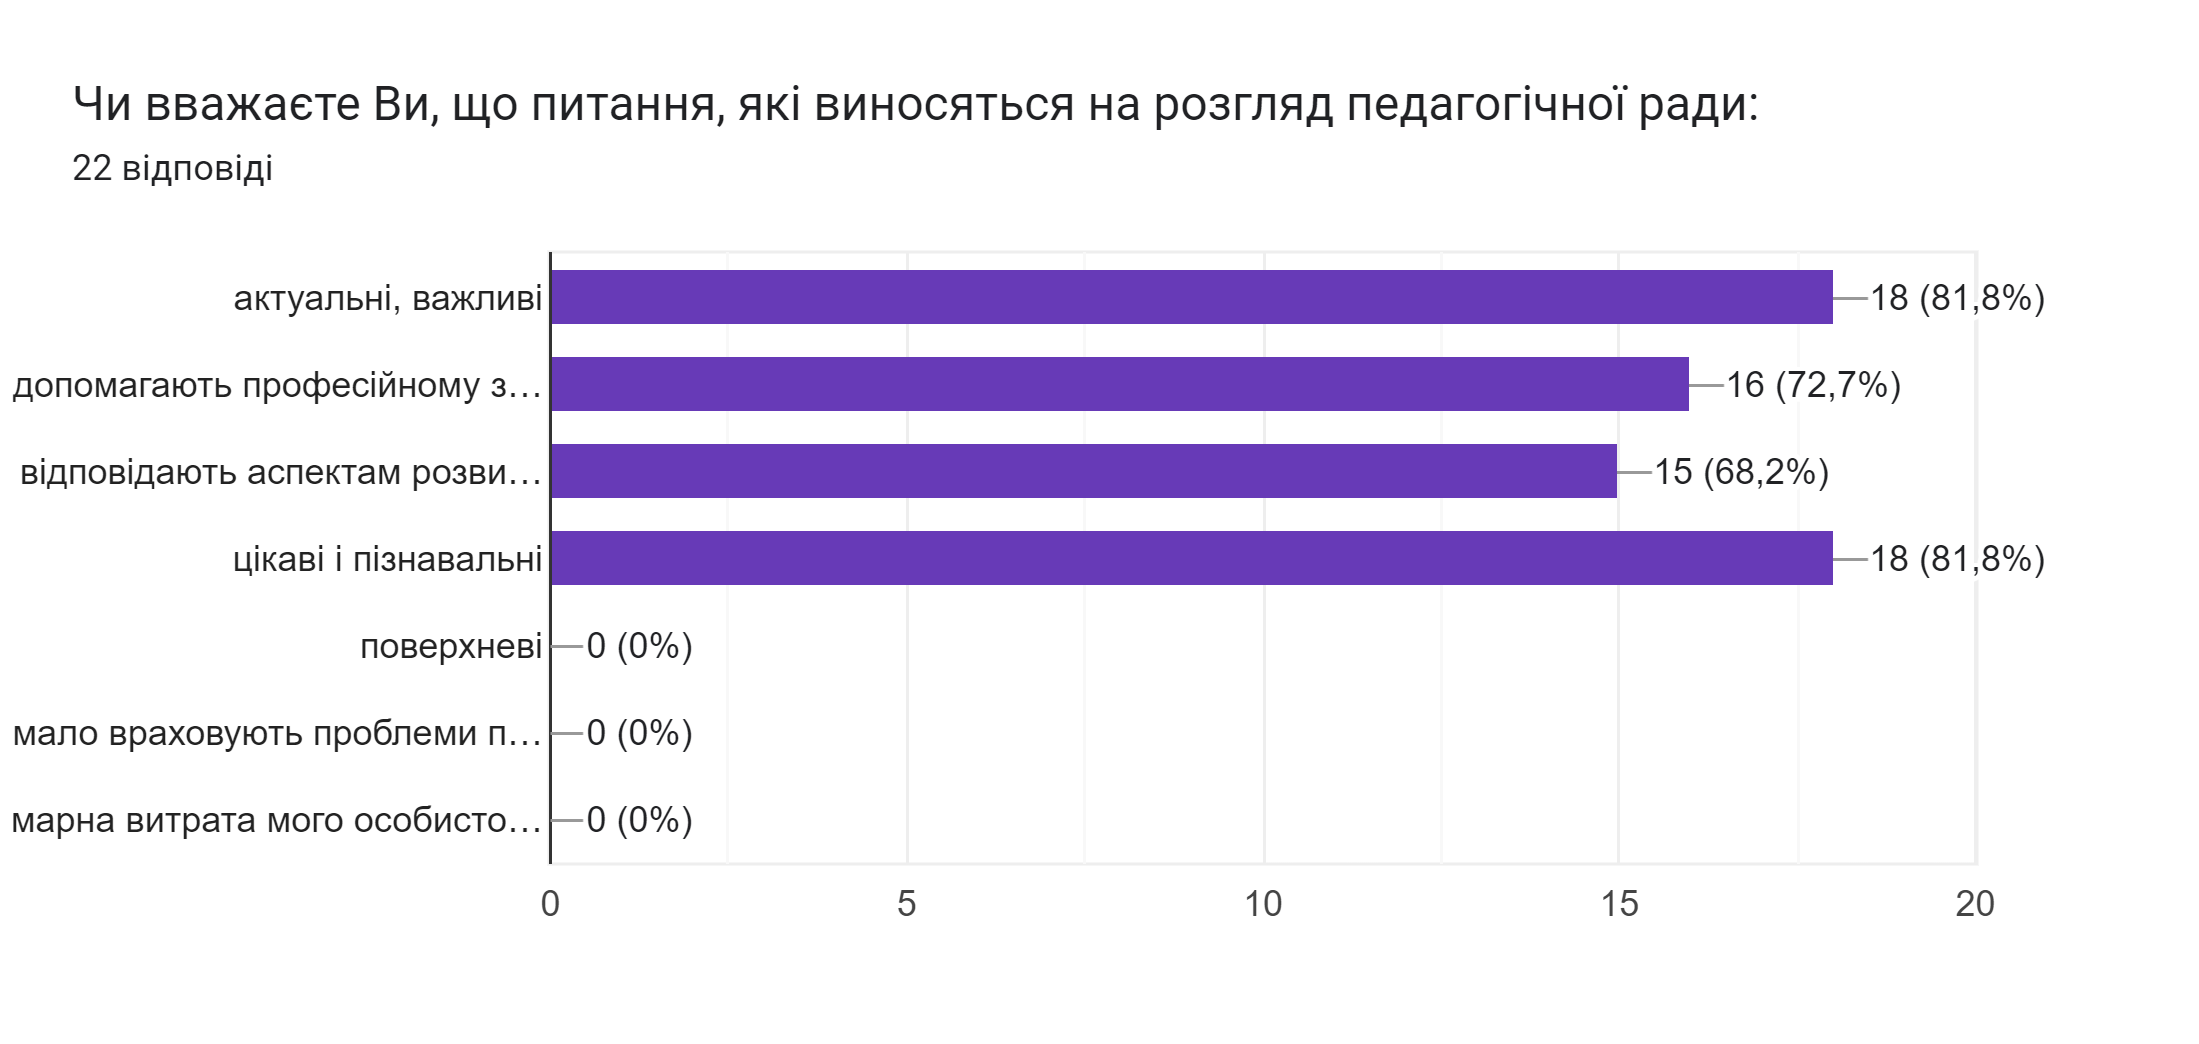 Чи вважаєте Ви, що питання, які виносяться на розгляд педагогічної ради:
22 відповіді
актуальні, важливі 18 (81,8%)
допомагають професійному з… 16 (72,7%)
відповідають аспектам розви… 15 (68,2%)
цікаві і пізнавальні 18 (81,8%)
поверхневі 0 (0%)
мало враховують проблеми п… 0 (0%)
марна витрата мого особисто… 0 (0%)
0 5 10 15 20